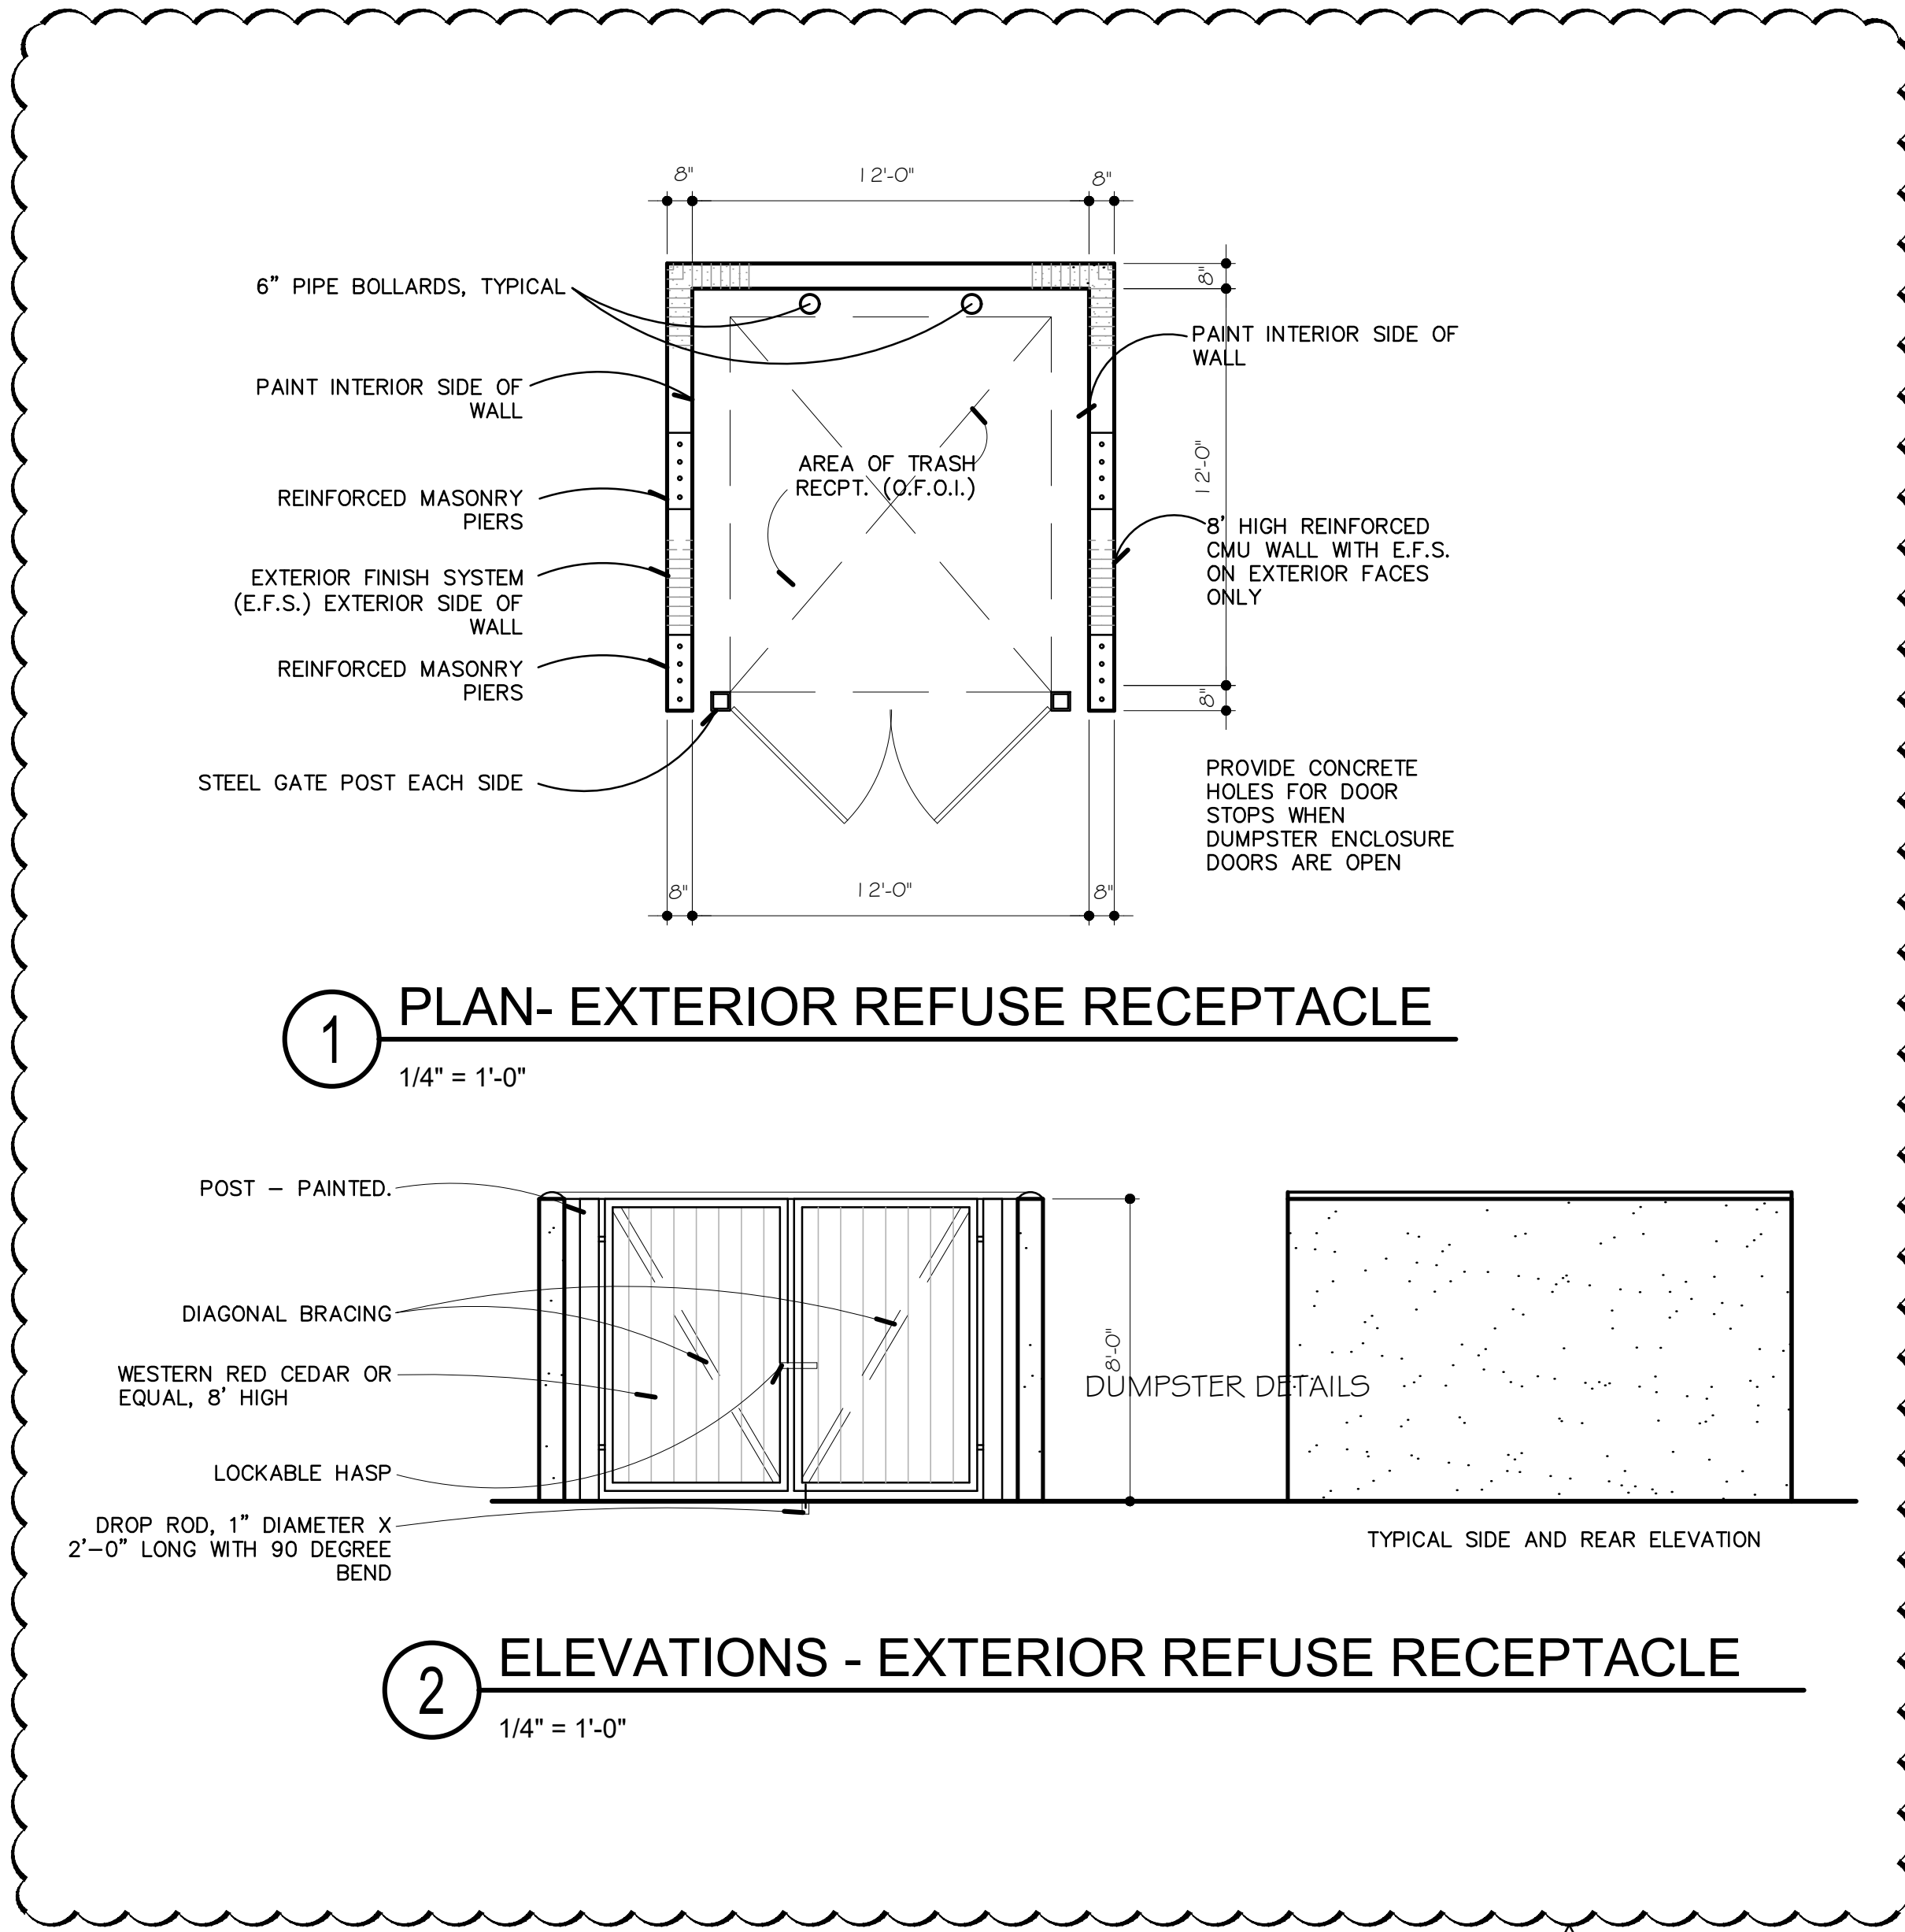 8"
12'-0"
8"
6” PIPE BOLLARDS, TYPICAL
8"
PAINT INTERIOR SIDE OF
WALL
PAINT INTERIOR SIDE OF
WALL
AREA OF TRASH
RECPT. (O.F.O.I.)
12'-0"
REINFORCED MASONRY
PIERS
8’ HIGH REINFORCED
CMU WALL WITH E.F.S.
ON EXTERIOR FACES
ONLY
EXTERIOR FINISH SYSTEM
(E.F.S.) EXTERIOR SIDE OF
WALL
REINFORCED MASONRY
PIERS
8"
STEEL GATE POST EACH SIDE
PROVIDE CONCRETE
HOLES FOR DOOR
STOPS WHEN
DUMPSTER ENCLOSURE
DOORS ARE OPEN
8"
12'-0"
8"
1
PLAN- EXTERIOR REFUSE RECEPTACLE
1/4" = 1'-0"
POST – PAINTED.
DIAGONAL BRACING
WESTERN RED CEDAR OR
EQUAL, 8’ HIGH
8'-0"
DUMPSTER DETAILS
LOCKABLE HASP
DROP ROD, 1” DIAMETER X
2’–0” LONG WITH 90 DEGREE
BEND
TYPICAL SIDE AND REAR ELEVATION
2
ELEVATIONS - EXTERIOR REFUSE RECEPTACLE
1/4" = 1'-0"